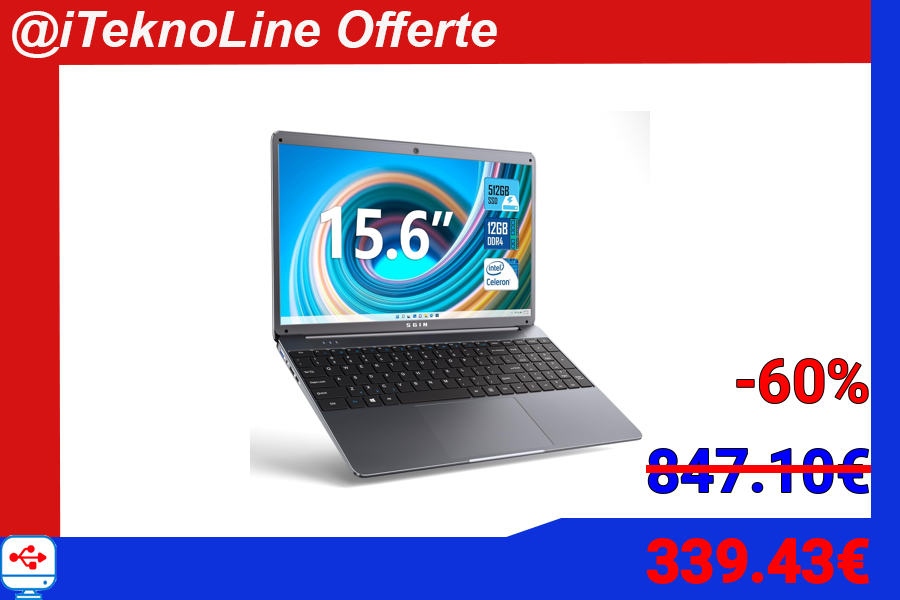 @iTeknoLine Offerte
15.6”
512GB
SSD
12GB
DDR4
intel
Celeron
SGIN
-60%
847.10€
339.43€